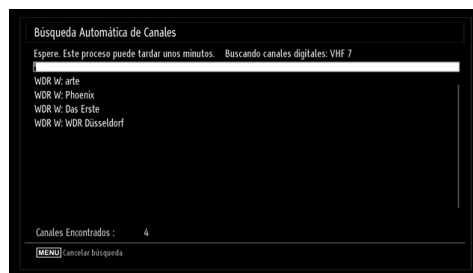 Búsqueda Automática de Canales
Espere. Este proceso puede tardar unos minutos. Buscando canales digitales: VHF 7
WDR W: arte
WDR W: Phoenix
WDR W: Das Erste
WDR W: WDR Düsseldorf
Canales Encontrados : 4
MENU Cancelar búsqueda